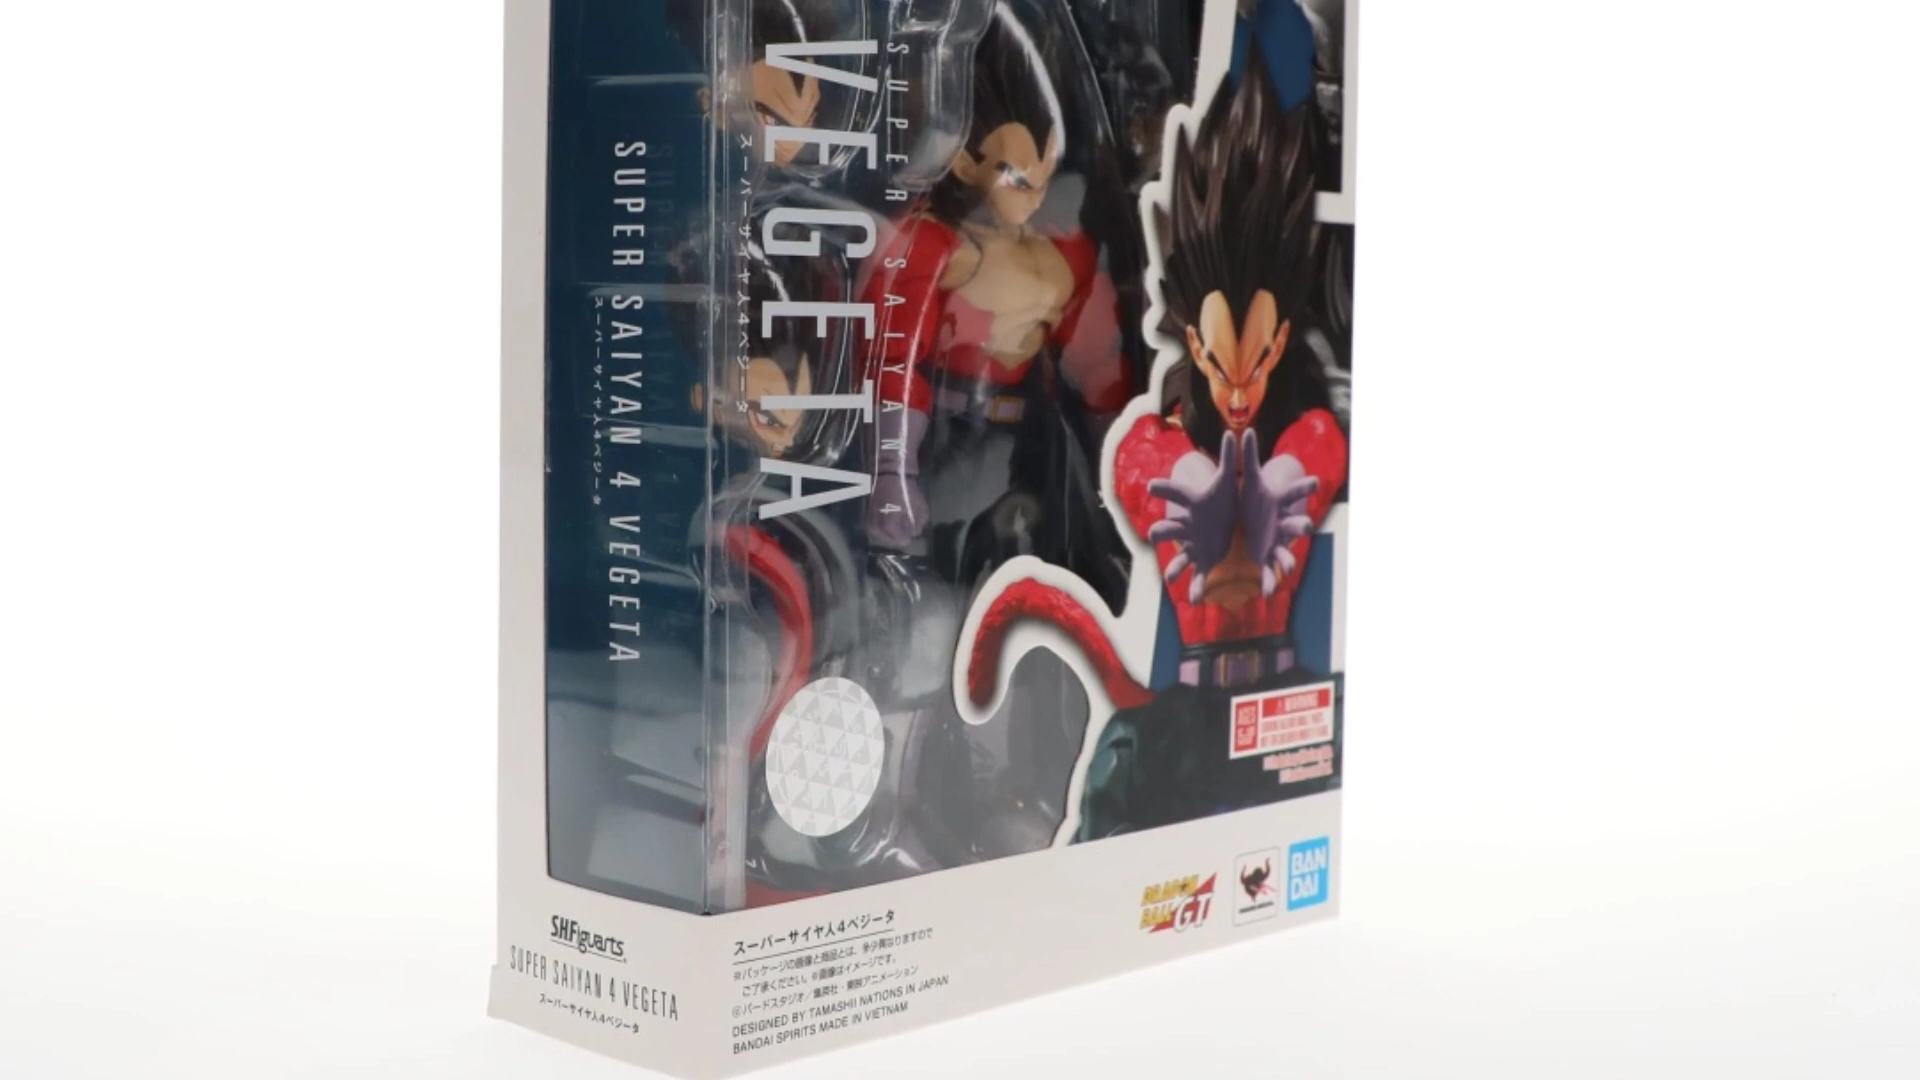 SUPER SAIYAN 4 VEGETA
スーパーサイヤ人4ベジータ
VEGETA
SUPER SAIYAN 4
スーパーサイヤ人4ベジータ
WARNING
AGES
DRAGON BALL GT
BAN
DAI
S.H.Figuarts
SUPER SAIYAN 4 VEGETA
スーパーサイヤ人4ベジータ
スーパーサイヤ人4ベジータ
※パッケージの画像と商品とは、多少異なりますので
ご了承ください。※画像はイメージです。
©バードスタジオ/集英社・東映アニメーション
DESIGNED BY TAMASHII NATIONS IN JAPAN
BANDAI SPIRITS MADE IN VIETNAM